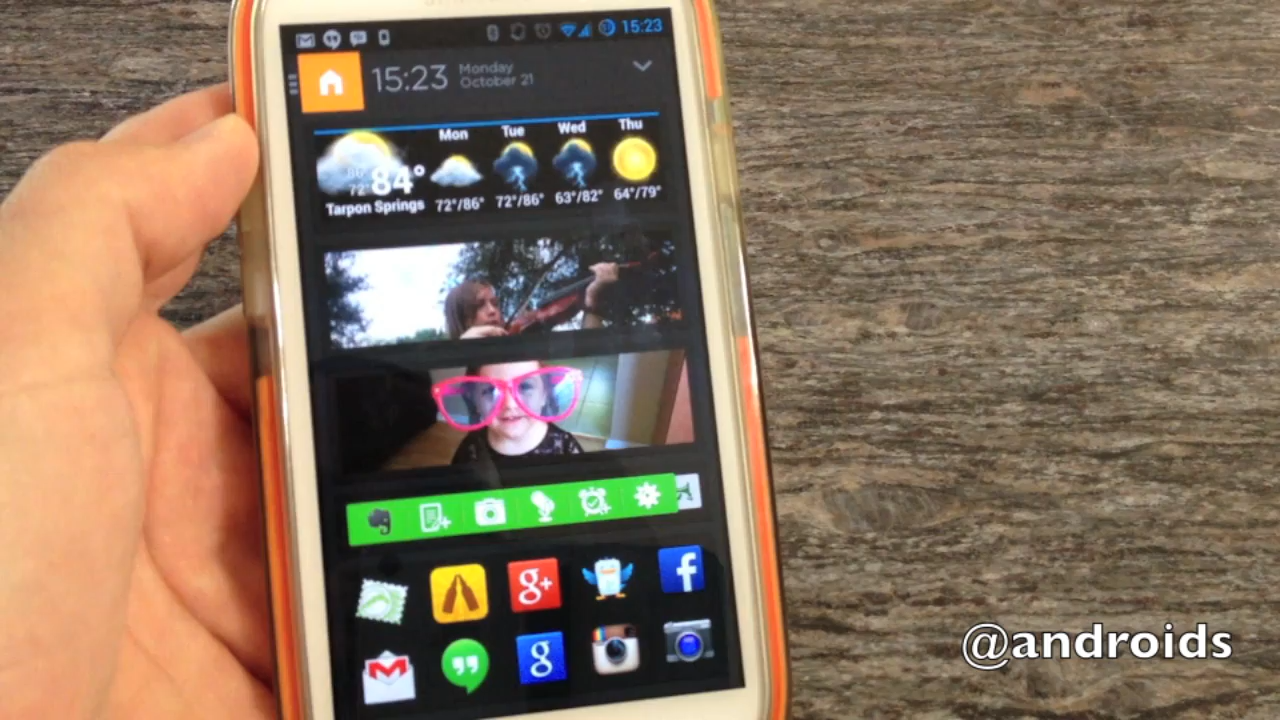 15:23
15:23 Monday
October 21
Mon Tue Wed Thu
84°
72°
Tarpon Springs 72°/86° 72°/86° 63°/82° 64°/79°
g+
f
g
@androids